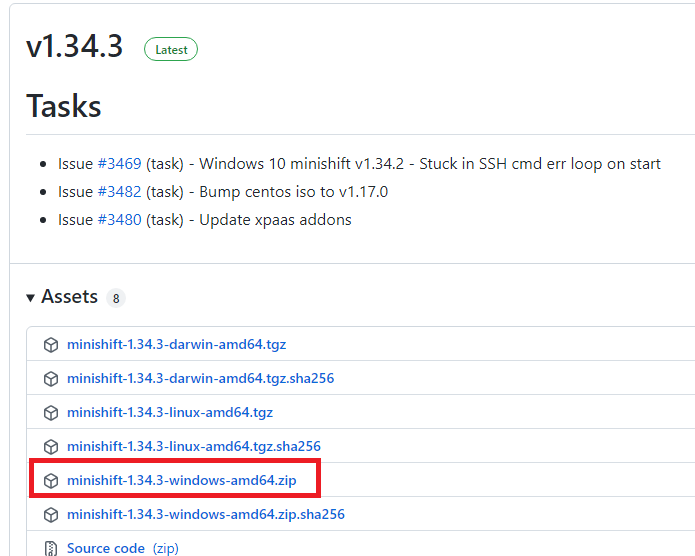 v1.34.3 Latest
Tasks
Issue #3469 (task) - Windows 10 minishift v1.34.2 - Stuck in SSH cmd err loop on start
Issue #3482 (task) - Bump centos iso to v1.17.0
Issue #3480 (task) - Update xpaas addons
Assets 8
minishift-1.34.3-darwin-amd64.tgz
minishift-1.34.3-darwin-amd64.tgz.sha256
minishift-1.34.3-linux-amd64.tgz
minishift-1.34.3-linux-amd64.tgz.sha256
minishift-1.34.3-windows-amd64.zip
minishift-1.34.3-windows-amd64.zip.sha256
Source code (zip)